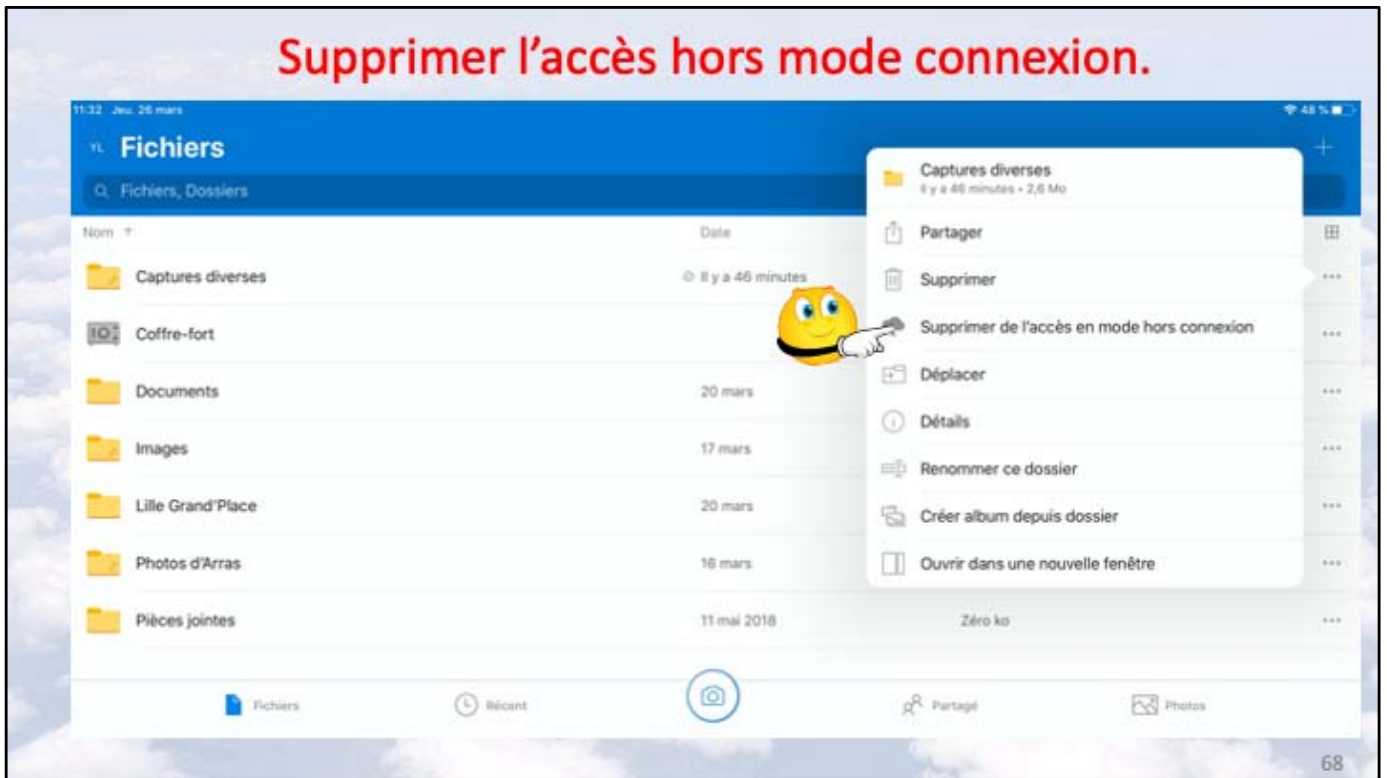 Supprimer l'accès hors mode connexion.
11:32 Jeu. 26 mars
48 %
YL Fichiers
Fichiers, Dossiers
Nom
Date
Captures diverses
Il y a 46 minutes
Coffre-fort
Documents
20 mars
Images
17 mars
Lille Grand'Place
20 mars
Photos d'Arras
16 mars
Pièces jointes
11 mai 2018
Zéro ko
Captures diverses
Il y a 46 minutes • 2,6 Mo
Partager
Supprimer
Supprimer de l'accès en mode hors connexion
Déplacer
Détails
Renommer ce dossier
Créer album depuis dossier
Ouvrir dans une nouvelle fenêtre
Fichiers
Récent
Partagé
Photos
68